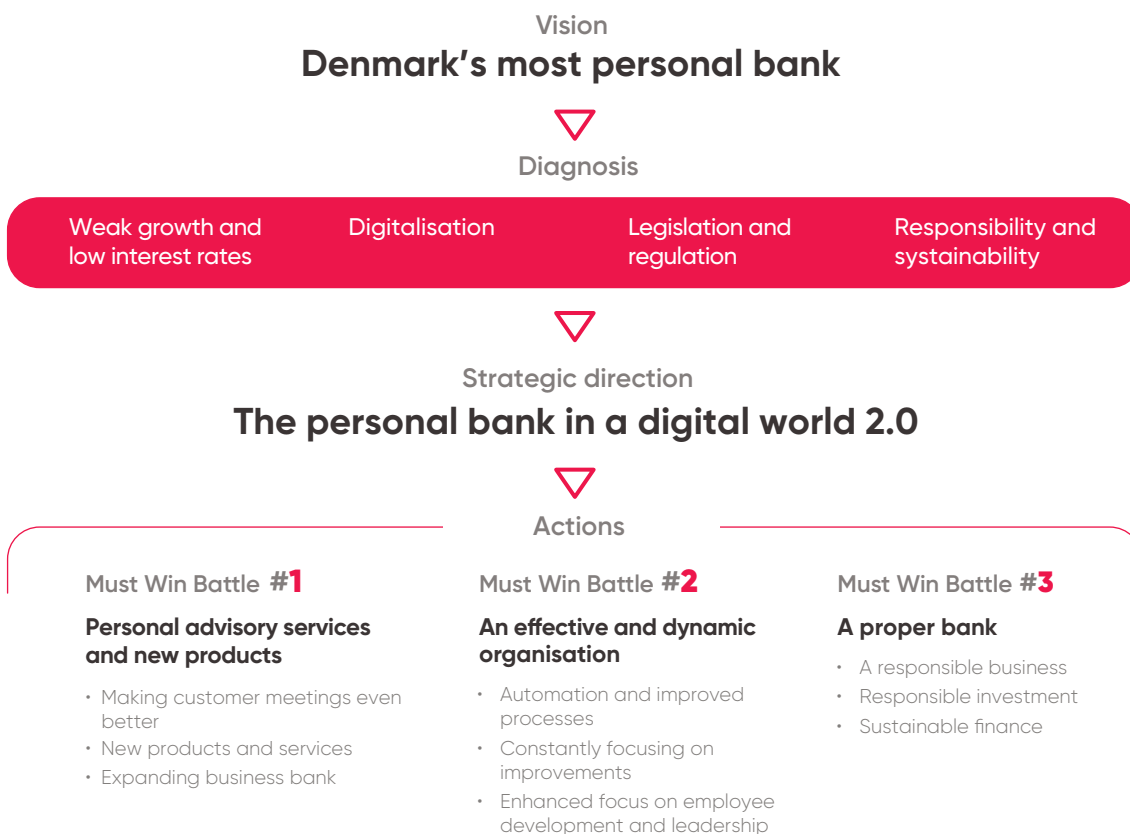 Vision
Denmark’s most personal bank
Diagnosis
Weak growth and
low interest rates
Digitalisation
Legislation and
regulation
Responsibility and
systainability
Strategic direction
The personal bank in a digital world 2.0
Actions
Must Win Battle #1
Personal advisory services
and new products
• Making customer meetings even
better
• New products and services
• Expanding business bank
Must Win Battle #2
An effective and dynamic
organisation
• Automation and improved
processes
• Constantly focusing on
improvements
• Enhanced focus on employee
development and leadership
Must Win Battle #3
A proper bank
• A responsible business
• Responsible investment
• Sustainable finance